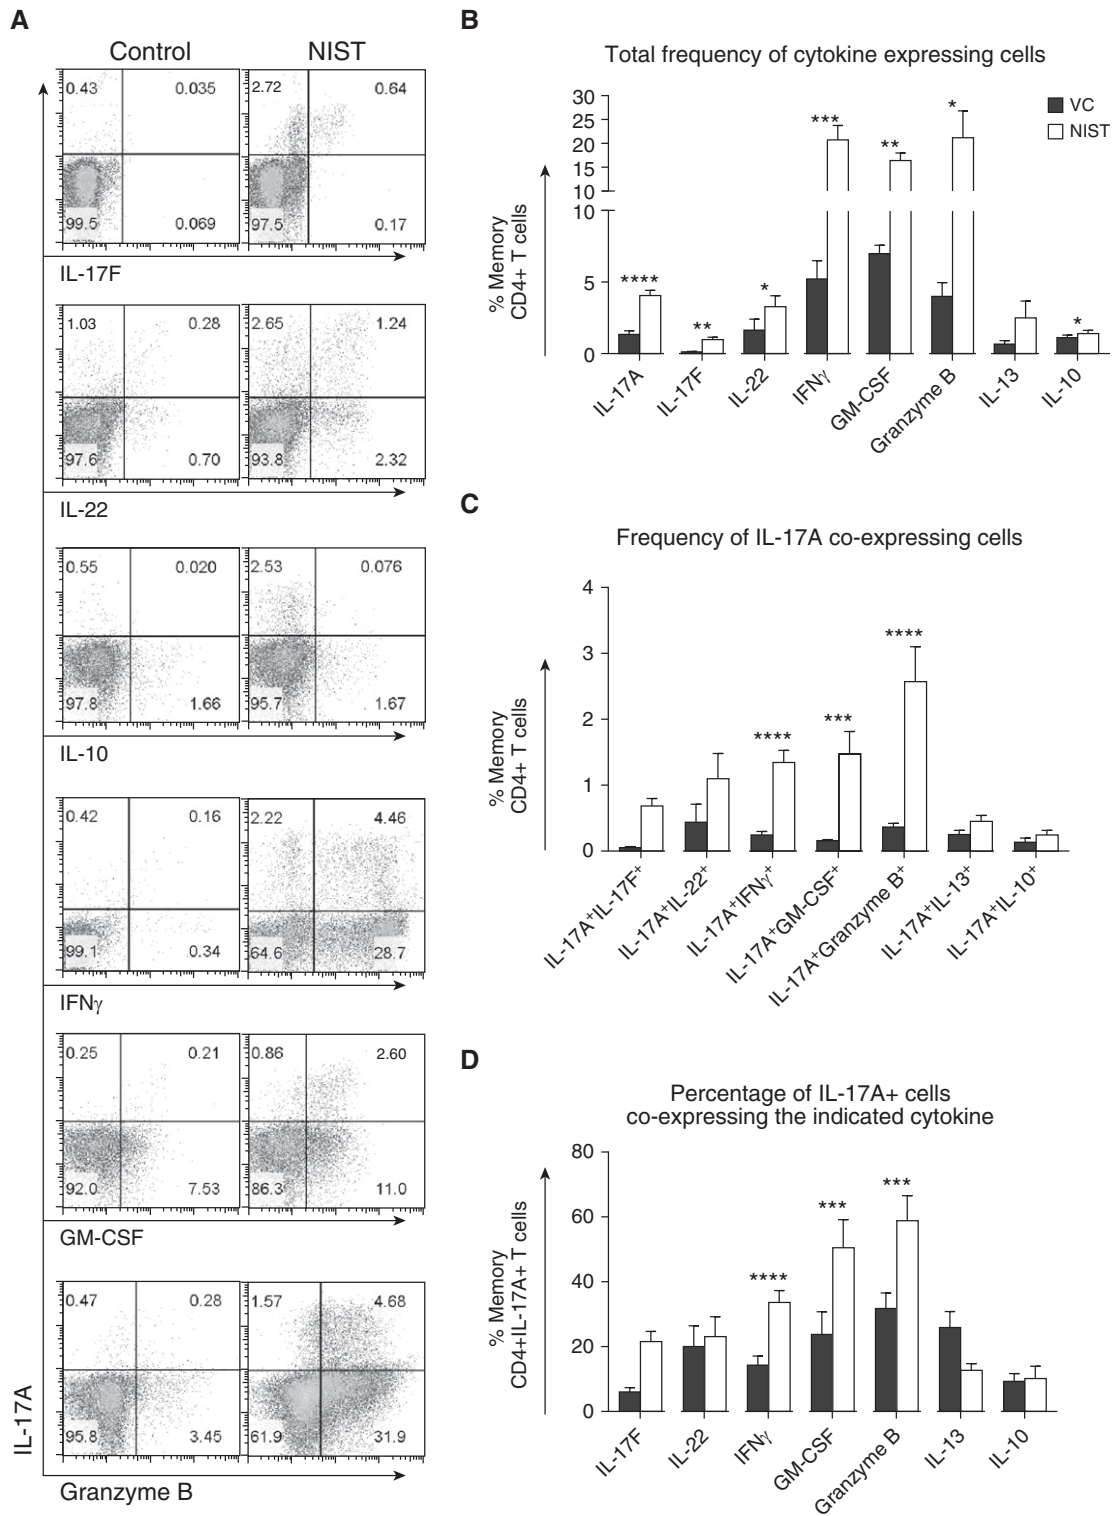 A
Control
NIST
0.43
0.035
2.72
0.64
99.5
0.069
97.5
0.17
IL-17F
1.03
0.28
2.65
1.24
97.6
0.70
93.8
2.32
IL-22
0.55
0.020
2.53
0.076
97.8
1.66
95.7
1.67
IL-10
0.42
0.16
2.22
4.46
99.1
0.34
64.6
28.7
IFNγ
0.25
0.21
0.86
2.60
92.0
7.53
86.3
11.0
GM-CSF
0.47
0.28
1.57
4.68
95.8
3.45
61.9
31.9
IL-17A
Granzyme B
B
Total frequency of cytokine expressing cells
% Memory
CD4+ T cells
30
25
20
15
10
10
5
0
VC
NIST
****
**
*
***
**
*
*
IL-17A
IL-17F
IL-22
IFNγ
GM-CSF
Granzyme B
IL-13
IL-10
C
Frequency of IL-17A co-expressing cells
% Memory
CD4+ T cells
4
3
2
1
0
****
***
****
IL-17A+IL-17F+
IL-17A+IL-22+
IL-17A+IFNγ+
IL-17A+GM-CSF+
IL-17A+Granzyme B+
IL-17A+IL-13+
IL-17A+IL-10+
D
Percentage of IL-17A+ cells
co-expressing the indicated cytokine
% Memory
CD4+IL-17A+ T cells
80
60
40
20
0
****
***
***
IL-17F
IL-22
IFNγ
GM-CSF
Granzyme B
IL-13
IL-10